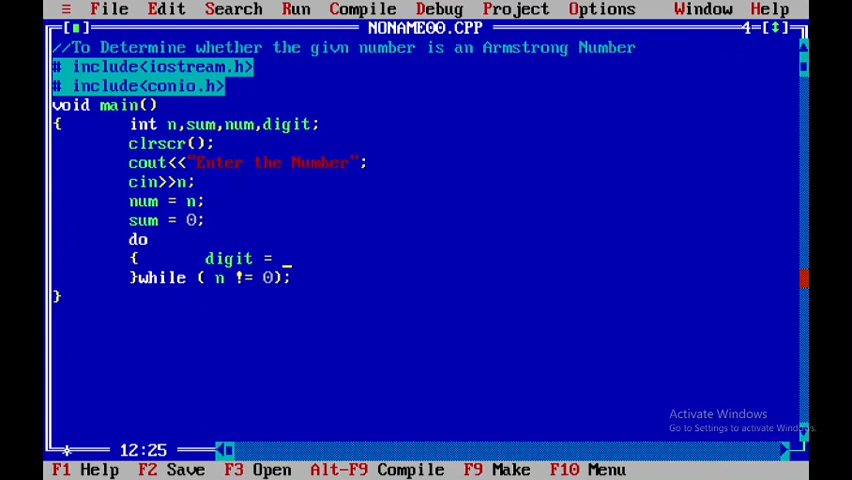 ≡ File Edit Search Run Compile Debug Project Options Window Help
[■] NONAME00.CPP 4=[↕]
//To Determine whether the givn number is an Armstrong Number
# include<iostream.h>
# include<conio.h>
void main()
{ int n,sum,num,digit;
clrscr();
cout<<"Enter the Number";
cin>>n;
num = n;
sum = 0;
do
{ digit = _
}while ( n != 0);
}
Activate Windows
Go to Settings to activate Windows.
* 12:25
F1 Help F2 Save F3 Open Alt-F9 Compile F9 Make F10 Menu